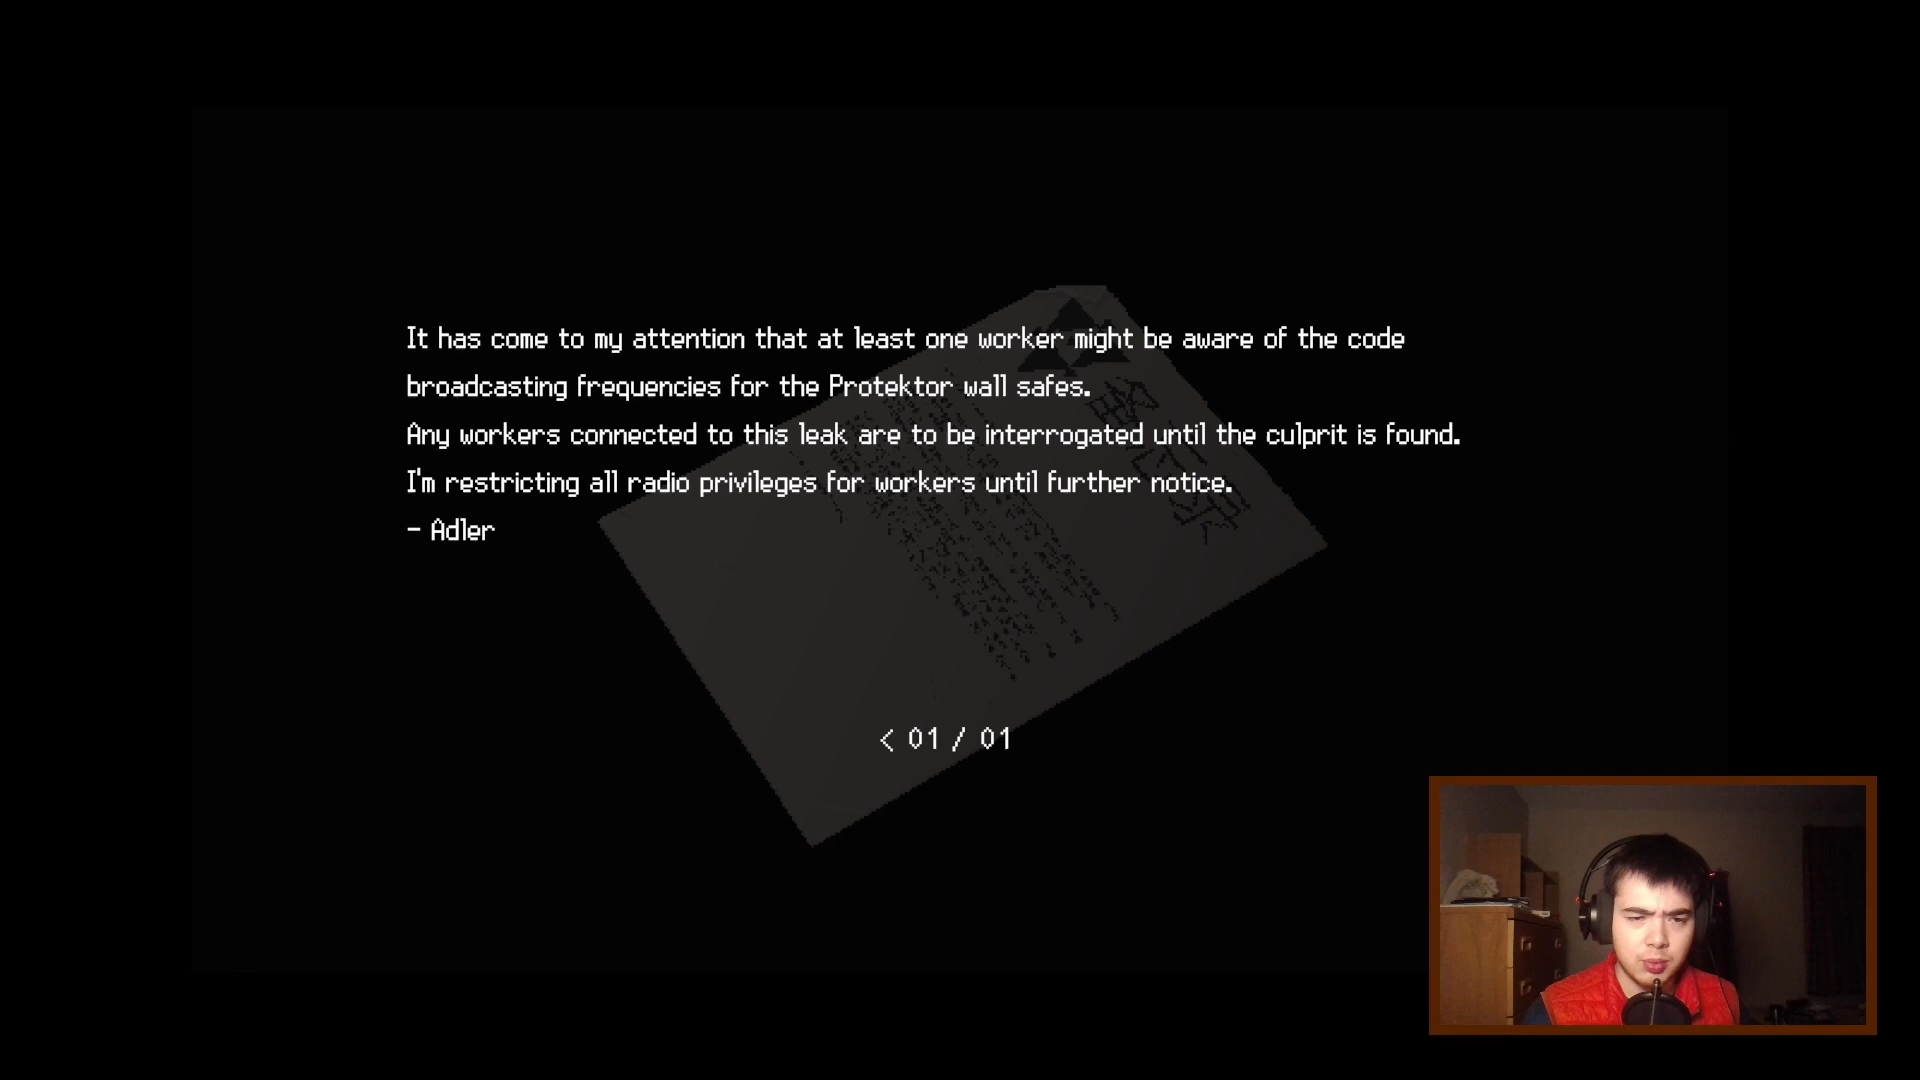 It has come to my attention that at least one worker might be aware of the code
broadcasting frequencies for the Protektor wall safes.
Any workers connected to this leak are to be interrogated until the culprit is found.
I'm restricting all radio privileges for workers until further notice.
- Adler
< 01 / 01